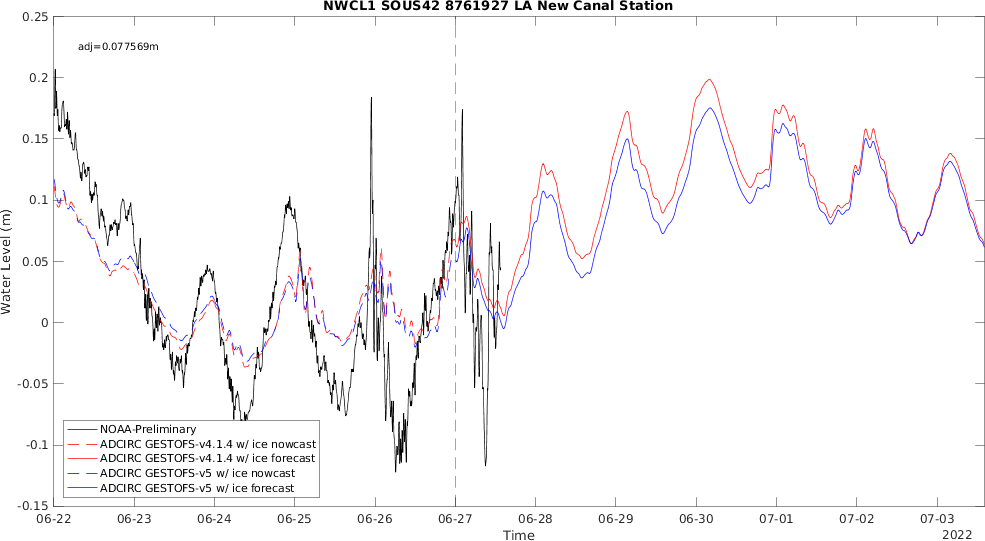 NWCL1 SOUS42 8761927 LA New Canal Station
adj=0.077569m
Water Level (m)
0.25
0.2
0.15
0.1
0.05
0
-0.05
-0.1
-0.15
NOAA-Preliminary
ADCIRC GESTOFS-v4.1.4 w/ ice nowcast
ADCIRC GESTOFS-v4.1.4 w/ ice forecast
ADCIRC GESTOFS-v5 w/ ice nowcast
ADCIRC GESTOFS-v5 w/ ice forecast
06-22 06-23 06-24 06-25 06-26 06-27 06-28 06-29 06-30 07-01 07-02 07-03
Time
2022